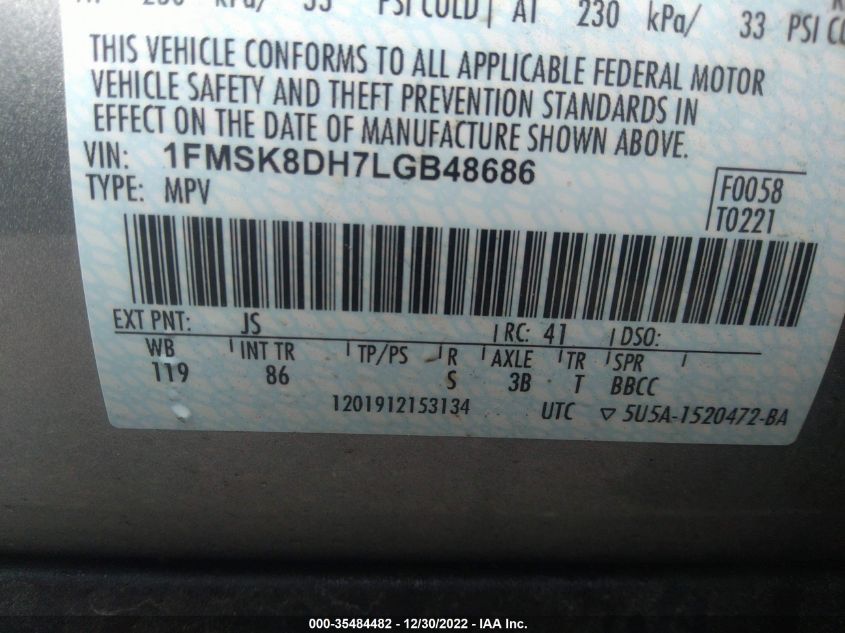 230 kPa/ 33 PSI COLD AT 230 kPa/ 33 PSI CO
THIS VEHICLE CONFORMS TO ALL APPLICABLE FEDERAL MOTOR
VEHICLE SAFETY AND THEFT PREVENTION STANDARDS IN
EFFECT ON THE DATE OF MANUFACTURE SHOWN ABOVE.
VIN: 1FMSK8DH7LGB48686
TYPE: MPV
F0058
T0221
EXT PNT: JS RC: 41 DSO:
WB INT TR TP/PS R AXLE TR SPR
119 86 S 3B T BBCC
1201912153134 UTC ▽ 5U5A-1520472-BA
000-35484482 - 12/30/2022 - IAA Inc.